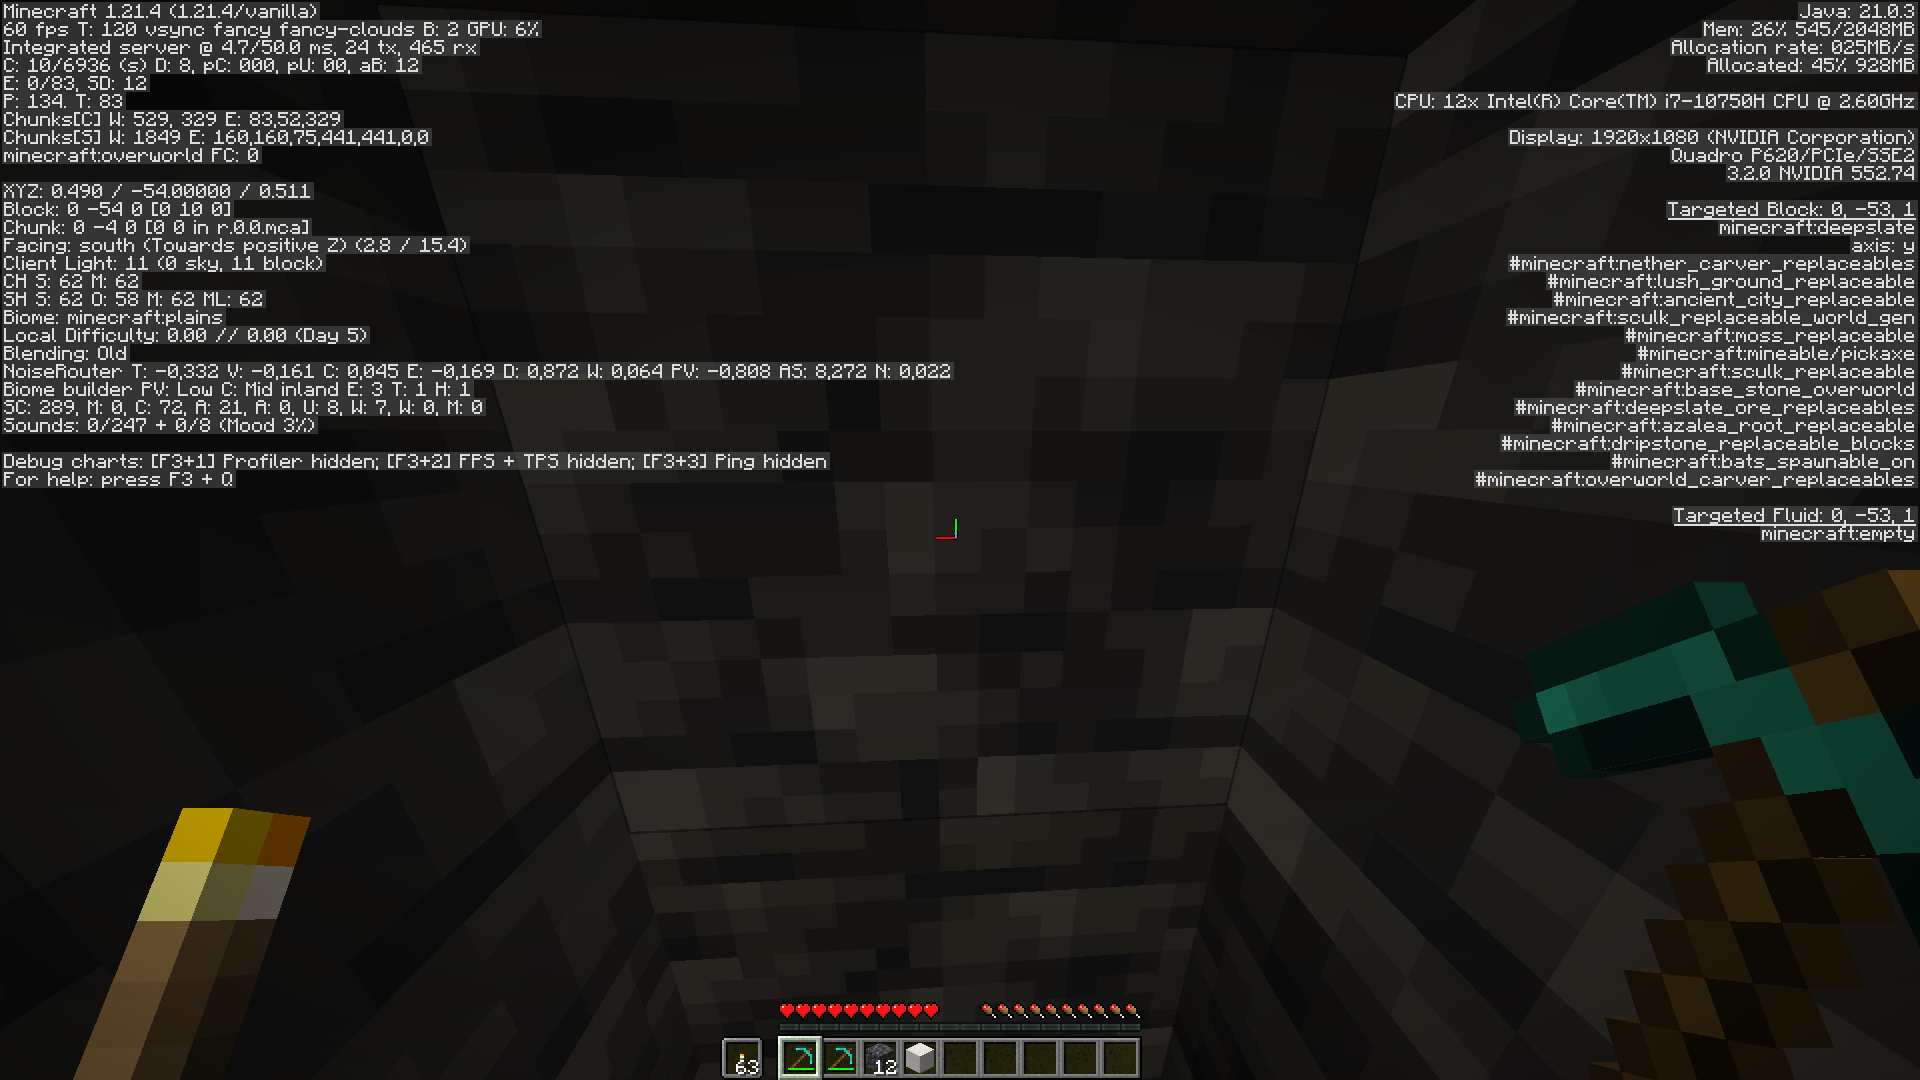 Minecraft 1.21.4 (1.21.4/vanilla)
60 fps T: 120 vsync fancy fancy-clouds B: 2 GPU: 6%
Integrated server @ 4.7/50.0 ms, 24 tx, 465 rx
C: 10/6936 (s) D: 8, pC: 000, pU: 00, aB: 12
E: 0/83, SD: 12
P: 134. T: 83
Chunks[C] W: 529, 329 E: 83,52,329
Chunks[S] W: 1849 E: 160,160,75,441,441,0,0
minecraft:overworld FC: 0
XYZ: 0.490 / -54.00000 / 0.511
Block: 0 -54 0 [0 10 0]
Chunk: 0 -4 0 [0 0 in r.0.0.mca]
Facing: south (Towards positive Z) (2.8 / 15.4)
Client Light: 11 (0 sky, 11 block)
CH S: 62 M: 62
SH S: 62 O: 58 M: 62 ML: 62
Biome: minecraft:plains
Local Difficulty: 0.00 // 0.00 (Day 5)
Blending: Old
NoiseRouter T: -0,332 V: -0,161 C: 0,045 E: -0,169 D: 0,872 W: 0,064 PV: -0,808 AS: 8,272 N: 0,022
Biome builder PV: Low C: Mid inland E: 3 T: 1 H: 1
SC: 289, M: 0, C: 72, A: 21, A: 0, U: 8, W: 7, W: 0, M: 0
Sounds: 0/247 + 0/8 (Mood 3%)
Debug charts: [F3+1] Profiler hidden; [F3+2] FPS + TPS hidden; [F3+3] Ping hidden
For help: press F3 + Q
Java: 21.0.3
Mem: 26% 545/2048MB
Allocation rate: 025MB/s
Allocated: 45% 928MB
CPU: 12x Intel(R) Core(TM) i7-10750H CPU @ 2.60GHz
Display: 1920x1080 (NVIDIA Corporation)
Quadro P620/PCIe/SSE2
3.2.0 NVIDIA 552.74
Targeted Block: 0, -53, 1
minecraft:deepslate
axis: y
#minecraft:nether_carver_replaceables
#minecraft:lush_ground_replaceable
#minecraft:ancient_city_replaceable
#minecraft:sculk_replaceable_world_gen
#minecraft:moss_replaceable
#minecraft:mineable/pickaxe
#minecraft:sculk_replaceable
#minecraft:base_stone_overworld
#minecraft:deepslate_ore_replaceables
#minecraft:azalea_root_replaceable
#minecraft:dripstone_replaceable_blocks
#minecraft:bats_spawnable_on
#minecraft:overworld_carver_replaceables
Targeted Fluid: 0, -53, 1
minecraft:empty
63
12